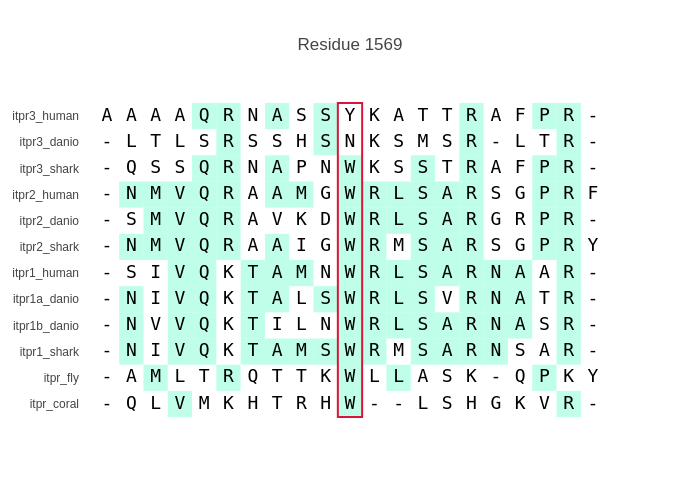 Residue 1569
itpr3_human A A A A Q R N A S S Y K A T T R A F P R -
itpr3_danio - L T L S R S S H S N K S M S R - L T R -
itpr3_shark - Q S S Q R N A P N W K S S T R A F P R -
itpr2_human - N M V Q R A A M G W R L S A R S G P R F
itpr2_danio - S M V Q R A V K D W R L S A R G R P R -
itpr2_shark - N M V Q R A A I G W R M S A R S G P R Y
itpr1_human - S I V Q K T A M N W R L S A R N A A R -
itpr1a_danio - N I V Q K T A L S W R L S V R N A T R -
itpr1b_danio - N V V Q K T I L N W R L S A R N A S R -
itpr1_shark - N I V Q K T A M S W R M S A R N S A R -
itpr_fly - A M L T R Q T T K W L L A S K - Q P K Y
itpr_coral - Q L V M K H T R H W - - L S H G K V R -